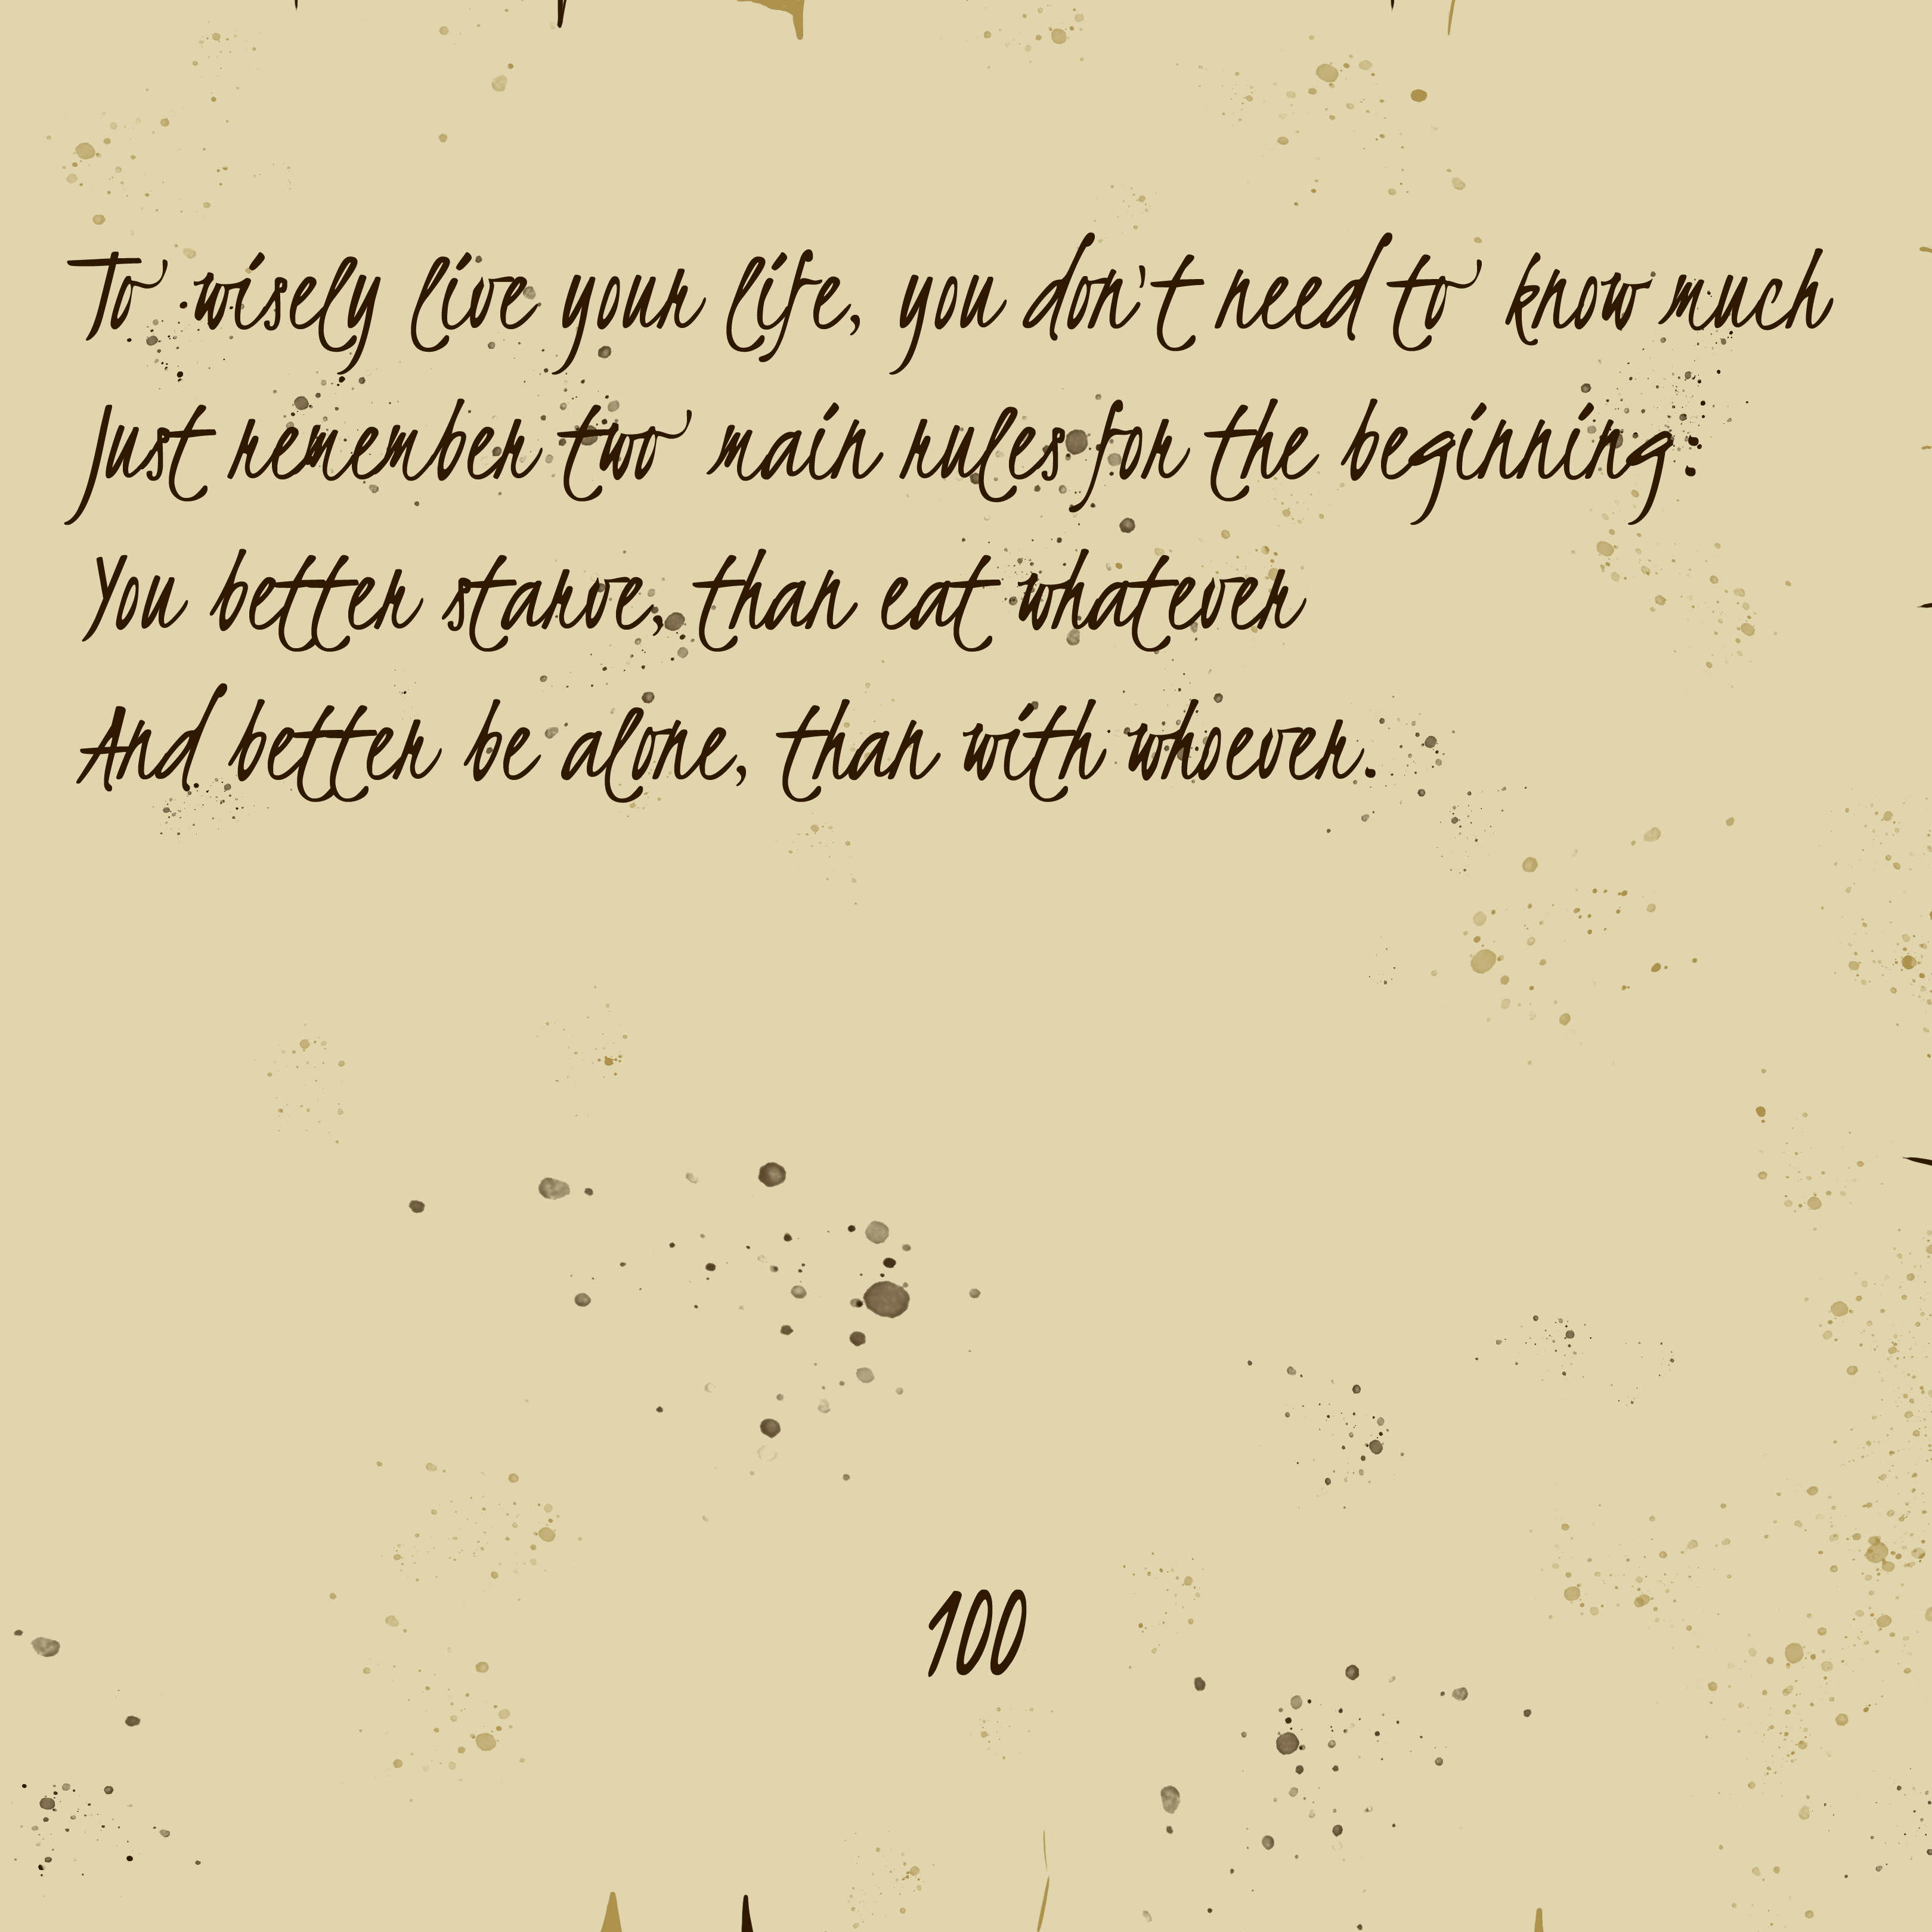 To wisely live your life, you don't need to know much
Just remember two main rules for the beginning:
You better starve, than eat whatever
And better be alone, than with whoever.
100